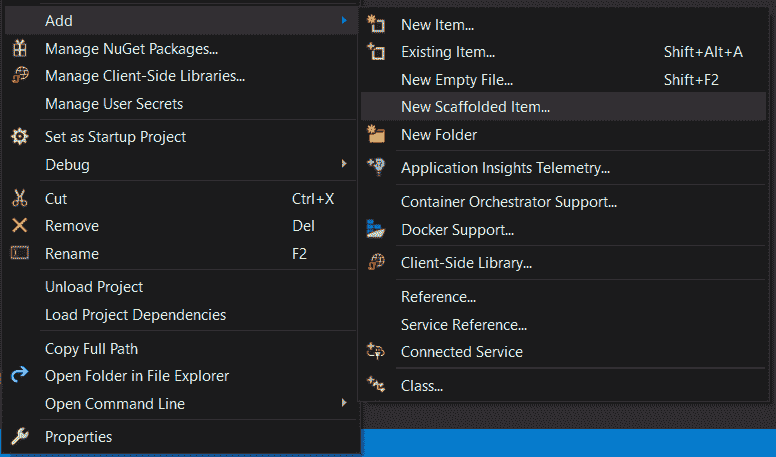 Add
Manage NuGet Packages...
Manage Client-Side Libraries...
Manage User Secrets
Set as Startup Project
Debug
Cut Ctrl+X
Remove Del
Rename F2
Unload Project
Load Project Dependencies
Copy Full Path
Open Folder in File Explorer
Open Command Line
Properties
New Item...
Existing Item... Shift+Alt+A
New Empty File... Shift+F2
New Scaffolded Item...
New Folder
Application Insights Telemetry...
Container Orchestrator Support...
Docker Support...
Client-Side Library...
Reference...
Service Reference...
Connected Service
Class...